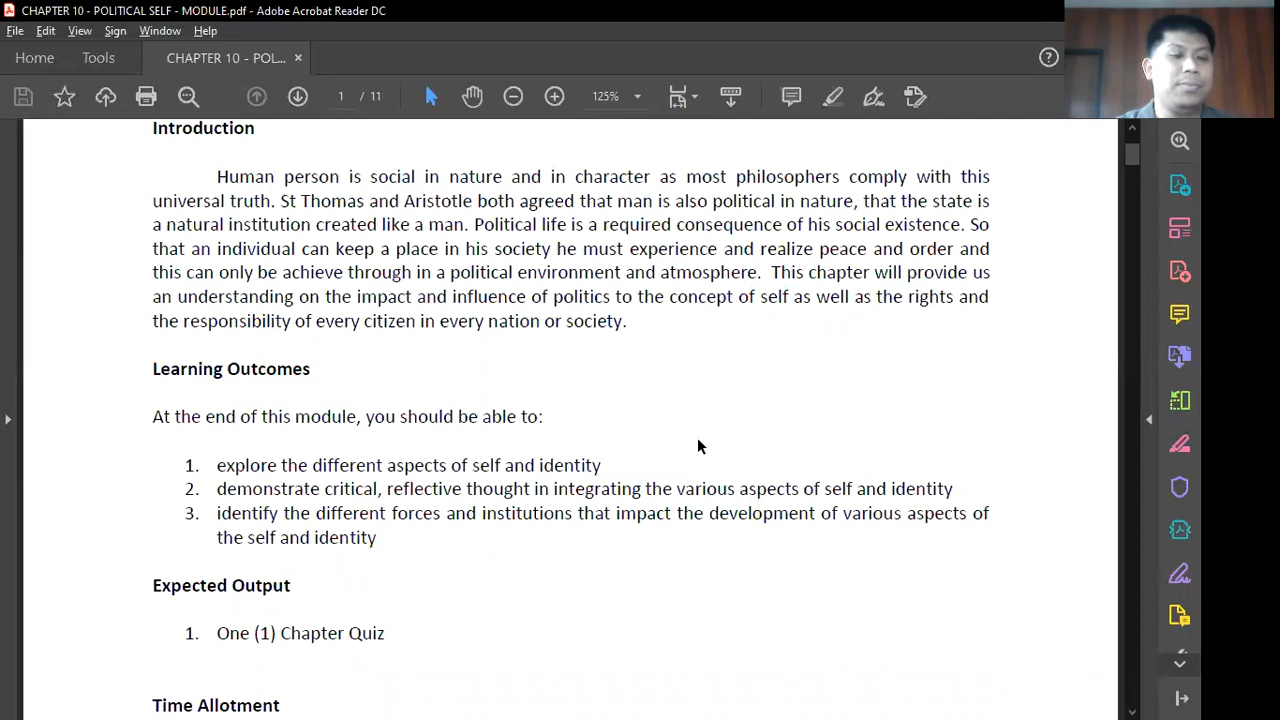 CHAPTER 10 - POLITICAL SELF - MODULE.pdf - Adobe Acrobat Reader DC
File Edit View Sign Window Help
Home Tools CHAPTER 10 - POL... ×
1 / 11 125%
Introduction
Human person is social in nature and in character as most philosophers comply with this
universal truth. St Thomas and Aristotle both agreed that man is also political in nature, that the state is
a natural institution created like a man. Political life is a required consequence of his social existence. So
that an individual can keep a place in his society he must experience and realize peace and order and
this can only be achieve through in a political environment and atmosphere. This chapter will provide us
an understanding on the impact and influence of politics to the concept of self as well as the rights and
the responsibility of every citizen in every nation or society.
Learning Outcomes
At the end of this module, you should be able to:
1. explore the different aspects of self and identity
2. demonstrate critical, reflective thought in integrating the various aspects of self and identity
3. identify the different forces and institutions that impact the development of various aspects of
the self and identity
Expected Output
1. One (1) Chapter Quiz
Time Allotment